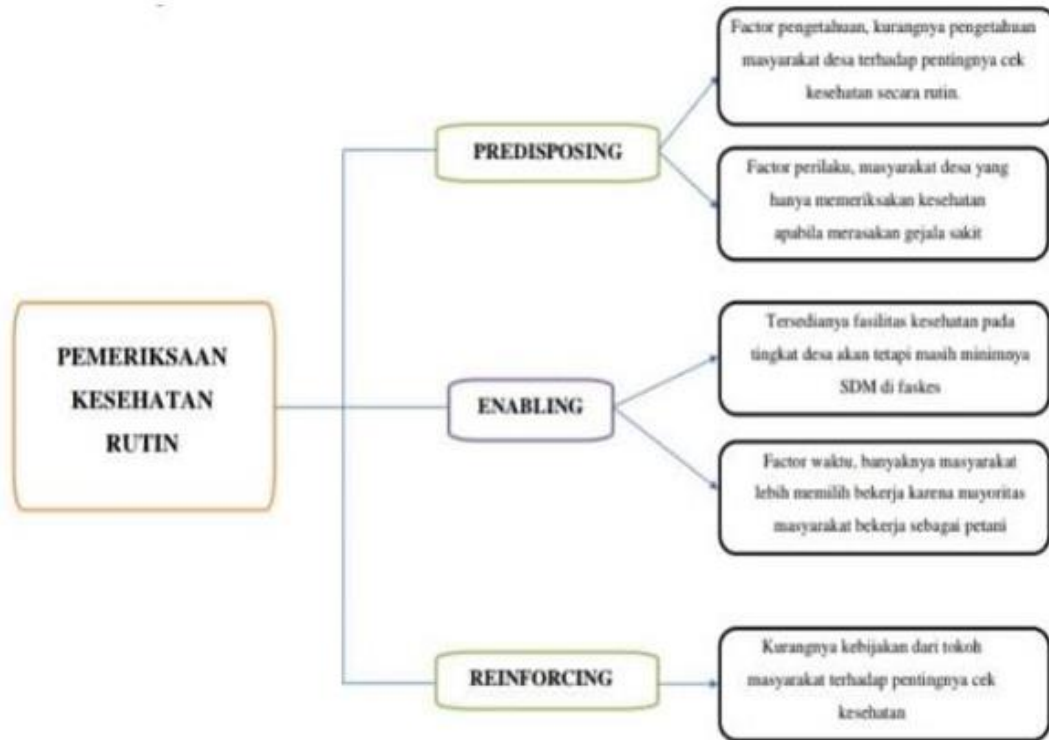 PEMERIKSAAN
KESEHATAN
RUTIN
PREDISPOSING
Factor pengetahuan, kurangnya pengetahuan
masyarakat desa terhadap pentingnya cek
kesehatan secara rutin.
Factor perilaku, masyarakat desa yang
hanya memeriksakan kesehatan
apabila merasakan gejala sakit
ENABLING
Tersedianya fasilitas kesehatan pada
tingkat desa akan tetapi masih minimnya
SDM di faskes
Factor waktu, banyaknya masyarakat
lebih memilih bekerja karena mayoritas
masyarakat bekerja sebagai petani
REINFORCING
Kurangnya kebijakan dari tokoh
masyarakat terhadap pentingnya cek
kesehatan